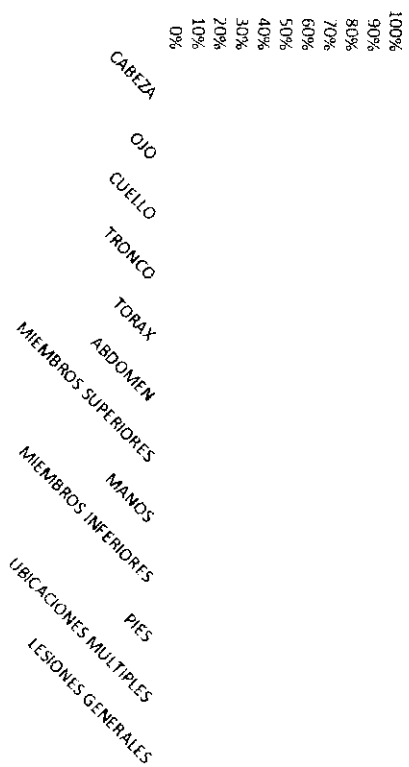 100%
90%
80%
70%
60%
50%
40%
30%
20%
10%
0%
CABEZA
OJO
CUELLO
TRONCO
TORAX
ABDOMEN
MIEMBROS SUPERIORES
MANOS
MIEMBROS INFERIORES
PIES
UBICACIONES MULTIPLES
LESIONES GENERALES